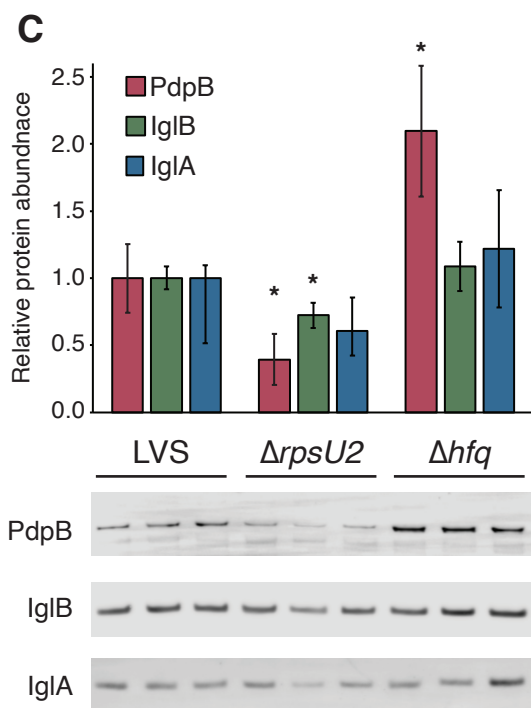 C
Relative protein abundnace
2.5
2.0
1.5
1.0
0.5
0.0
PdpB
IglB
IglA
*
*
*
LVS ΔrpsU2 Δhfq
PdpB
IglB
IglA